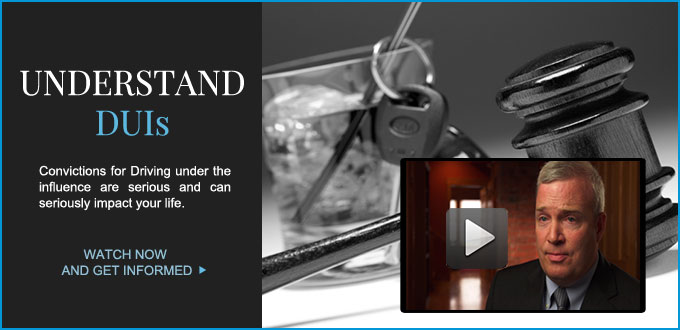 UNDERSTAND
DUIs
Convictions for Driving under the
influence are serious and can
seriously impact your life.
WATCH NOW
AND GET INFORMED